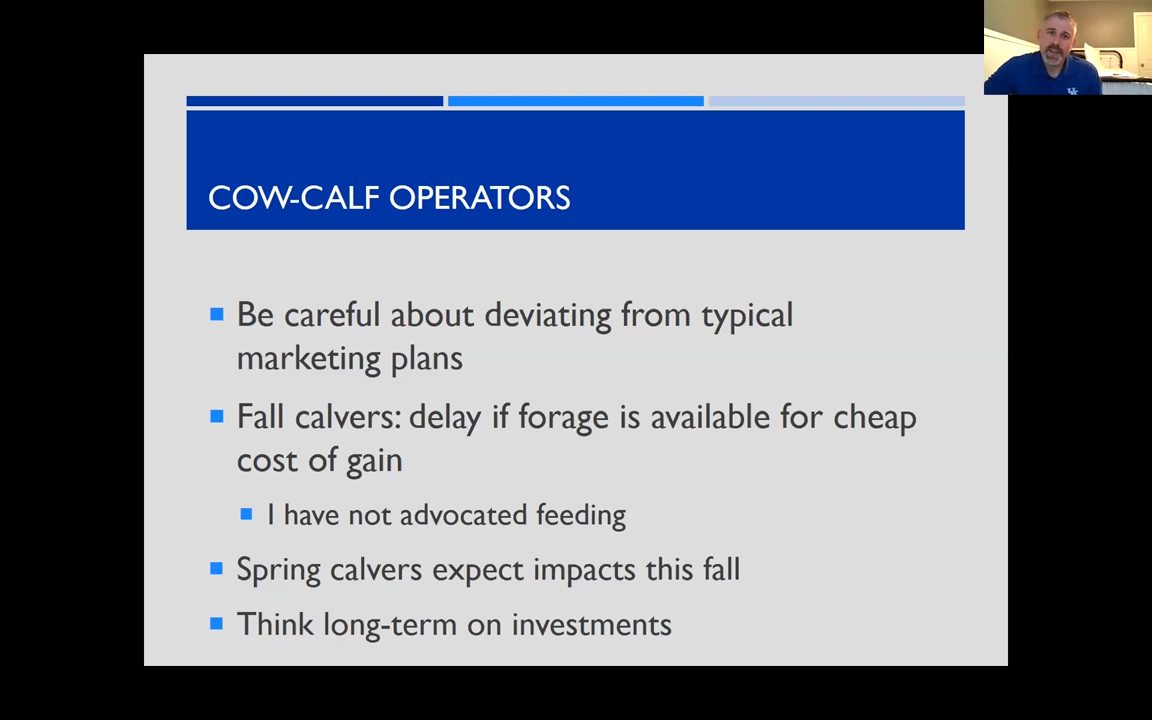 COW-CALF OPERATORS
Be careful about deviating from typical
marketing plans
Fall calvers: delay if forage is available for cheap
cost of gain
I have not advocated feeding
Spring calvers expect impacts this fall
Think long-term on investments